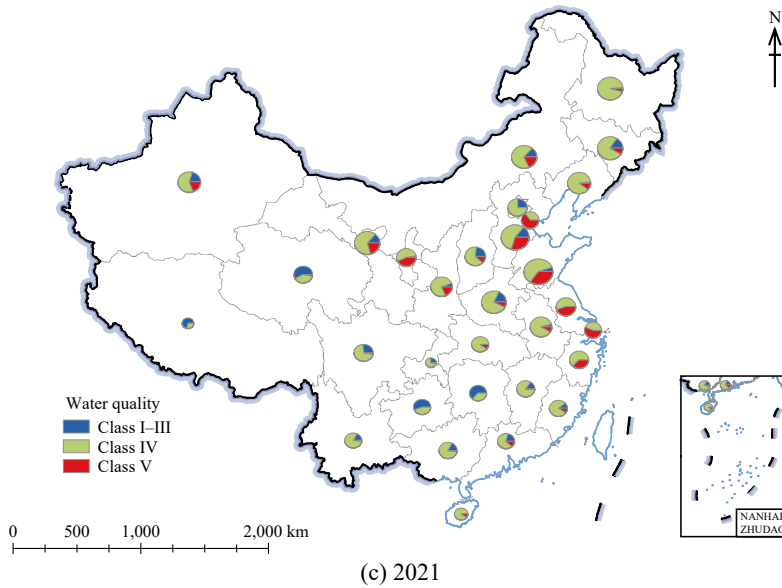 N
Water quality
Class I–III
Class IV
Class V
0 500 1,000 2,000 km
NANHAI
ZHUDAO
(c) 2021